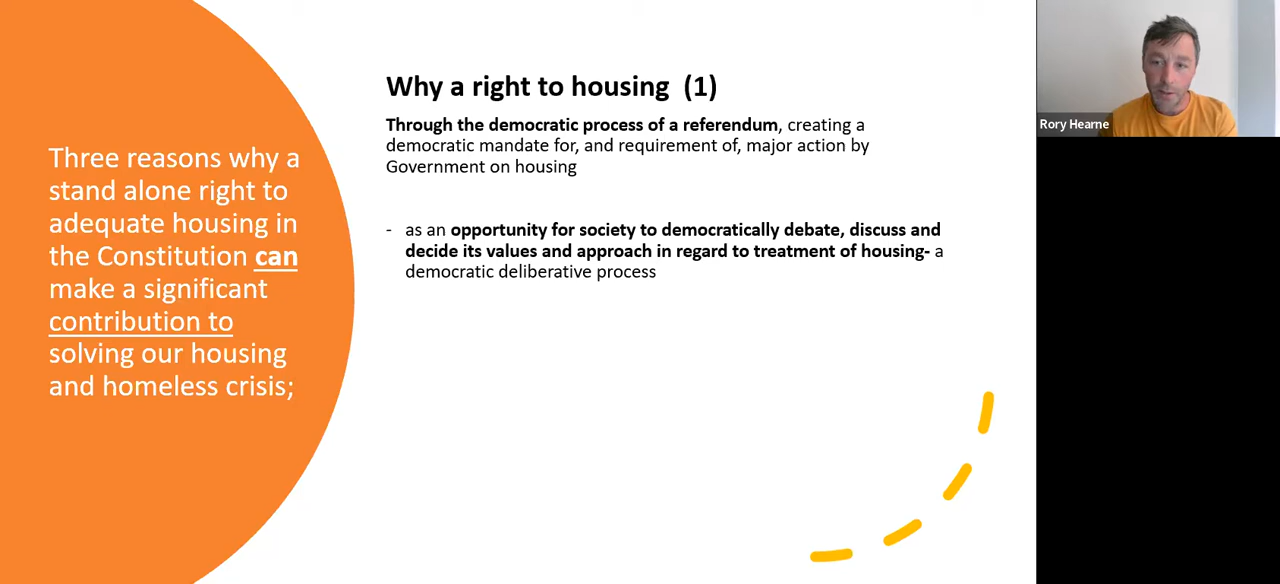 Three reasons why a
stand alone right to
adequate housing in
the Constitution can
make a significant
contribution to
solving our housing
and homeless crisis;
Why a right to housing (1)
Through the democratic process of a referendum, creating a
democratic mandate for, and requirement of, major action by
Government on housing
- as an opportunity for society to democratically debate, discuss and
decide its values and approach in regard to treatment of housing- a
democratic deliberative process
Rory Hearne